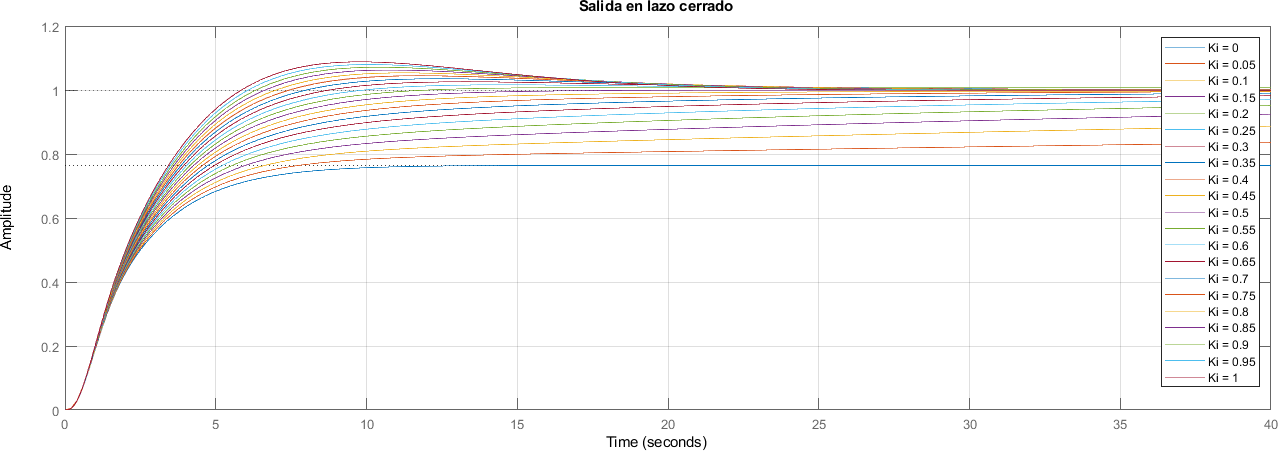 Salida en lazo cerrado
1.2
1
0.8
0.6
0.4
0.2
0
Amplitude
0 5 10 15 20 25 30 35 40
Time (seconds)
Ki = 0
Ki = 0.05
Ki = 0.1
Ki = 0.15
Ki = 0.2
Ki = 0.25
Ki = 0.3
Ki = 0.35
Ki = 0.4
Ki = 0.45
Ki = 0.5
Ki = 0.55
Ki = 0.6
Ki = 0.65
Ki = 0.7
Ki = 0.75
Ki = 0.8
Ki = 0.85
Ki = 0.9
Ki = 0.95
Ki = 1